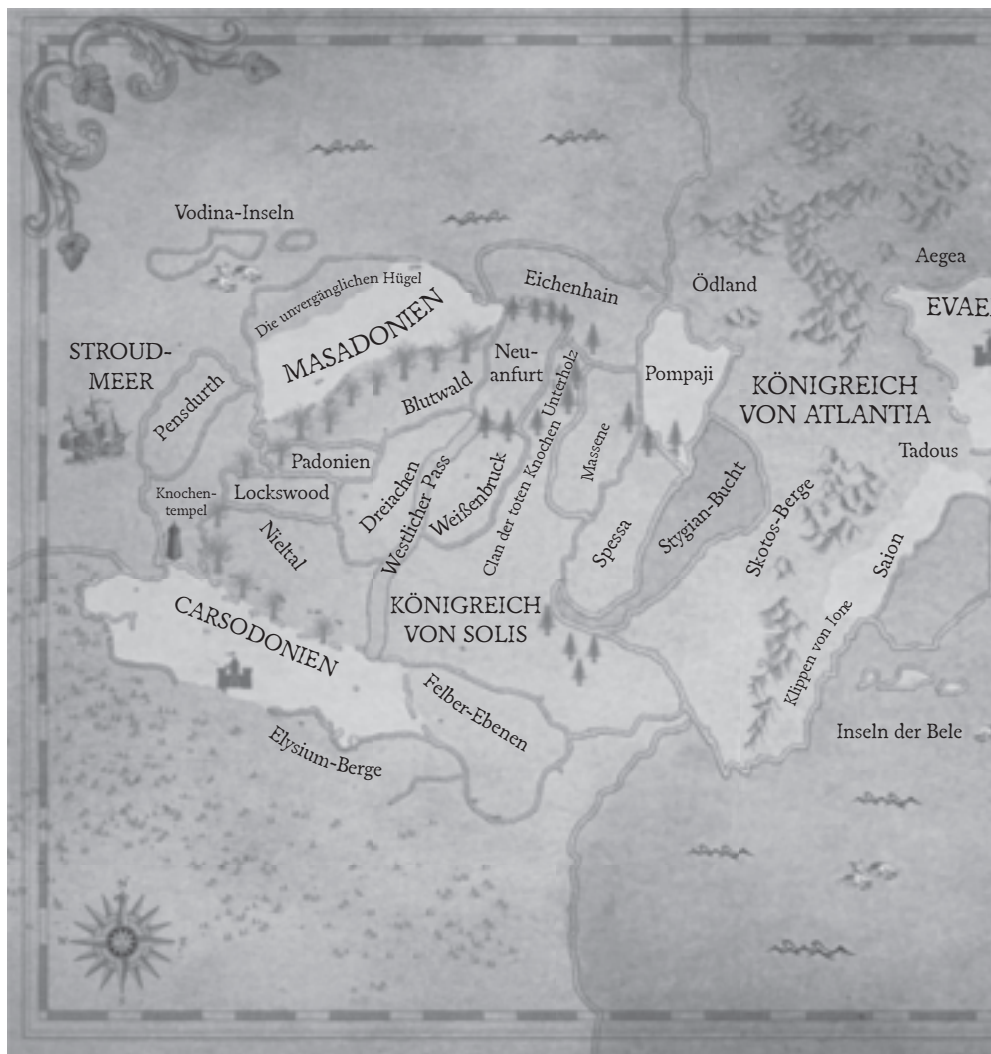 Vodina-Inseln
Die unvergänglichen Hügel
MASADONIEN
Eichenhain
Ödland
Aegea
EVAE
STROUD-
MEER
Pensdurth
Blutwald
Neu-
anfurt
Unterholz
Pompaji
KÖNIGREICH
VON ATLANTIA
Tadous
Padonien
Lockswood
Knochen-
tempel
Nieltal
Dreiachen
Westlicher Pass
Weißenbruck
Clan der toten Knochen
Massene
Spessa
Stygian-Bucht
Skotos-Berge
Saion
Klippen von Ione
KÖNIGREICH
VON SOLIS
CARSODONIEN
Felber-Ebenen
Elysium-Berge
Inseln der Bele